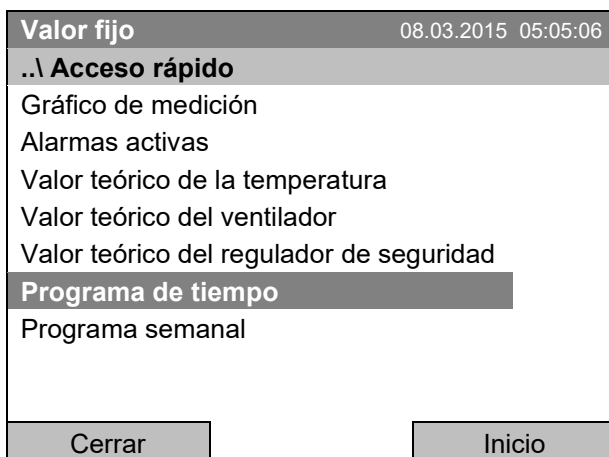 Valor fijo 08.03.2015 05:05:06
..\ Acceso rápido
Gráfico de medición
Alarmas activas
Valor teórico de la temperatura
Valor teórico del ventilador
Valor teórico del regulador de seguridad
Programa de tiempo
Programa semanal
Cerrar Inicio